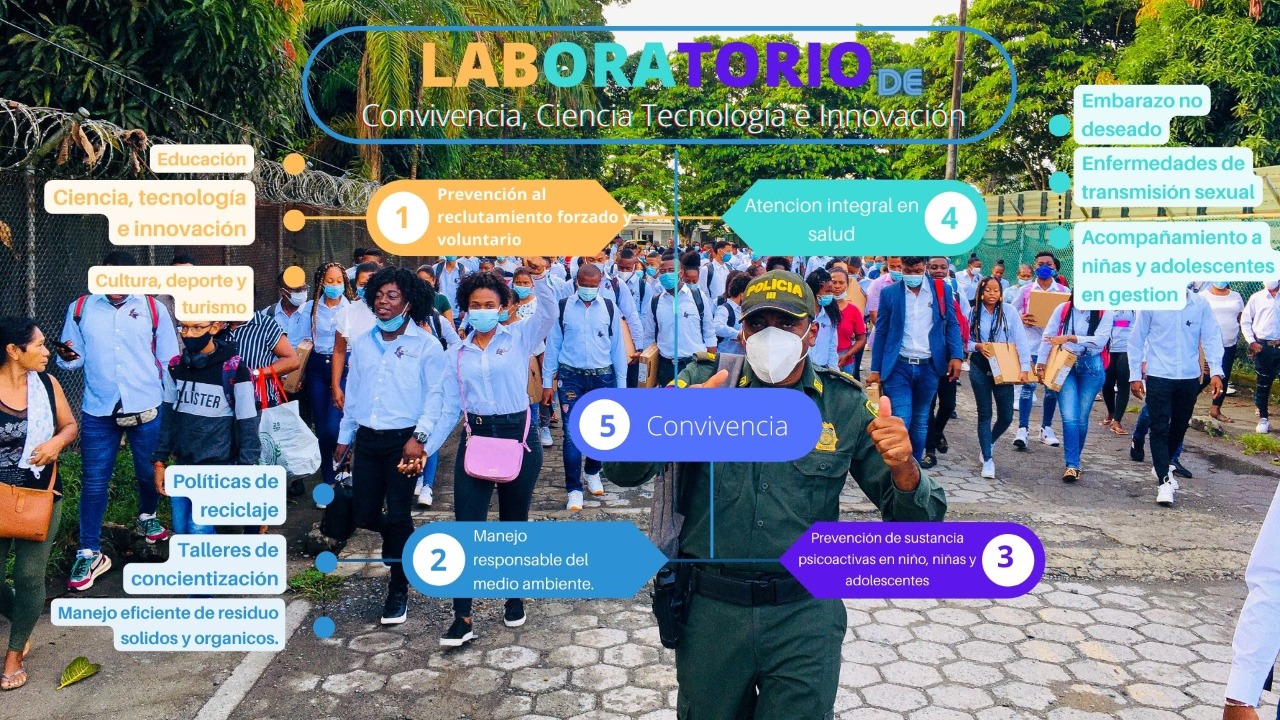 LABORATORIO DE
Convivencia, Ciencia Tecnología e Innovación
Educación
Ciencia, tecnología
e innovación
Cultura, deporte y
turismo
1
Prevención al
reclutamiento forzado y
voluntario
Atencion integral en
salud
4
Embarazo no
deseado
Enfermedades de
transmisión sexual
Acompañamiento a
niñas y adolescentes
en gestion
POLICIA
III
5 Convivencia
HOLLISTER
Políticas de
reciclaje
Talleres de
concientización
Manejo eficiente de residuo
solidos y organicos.
2
Manejo
responsable del
medio ambiente.
Prevención de sustancia
psicoactivas en niño, niñas y
adolescentes
3